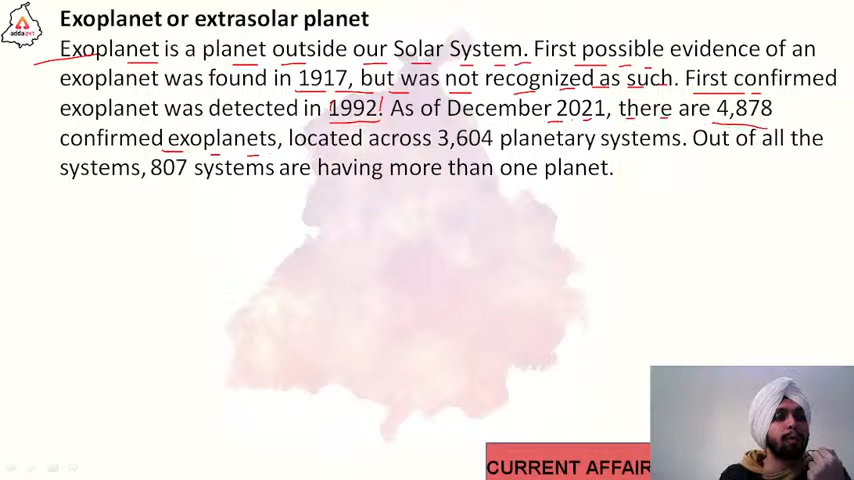 Exoplanet or extrasolar planet
Exoplanet is a planet outside our Solar System. First possible evidence of an
exoplanet was found in 1917, but was not recognized as such. First confirmed
exoplanet was detected in 1992! As of December 2021, there are 4,878
confirmed exoplanets, located across 3,604 planetary systems. Out of all the
systems, 807 systems are having more than one planet.
adda247
CURRENT AFFAIR